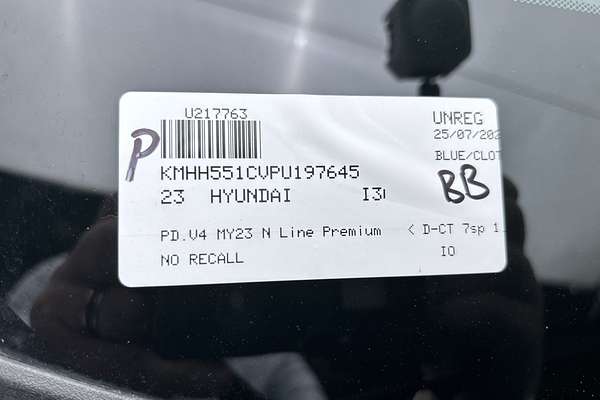 U217763
UNREG
P
25/07/202
KMHH551CVPU197645
BLUE/CLOT
23 HYUNDAI I3
BB
PD.V4 MY23 N Line Premium < D-CT 7sp 1.
NO RECALL IO